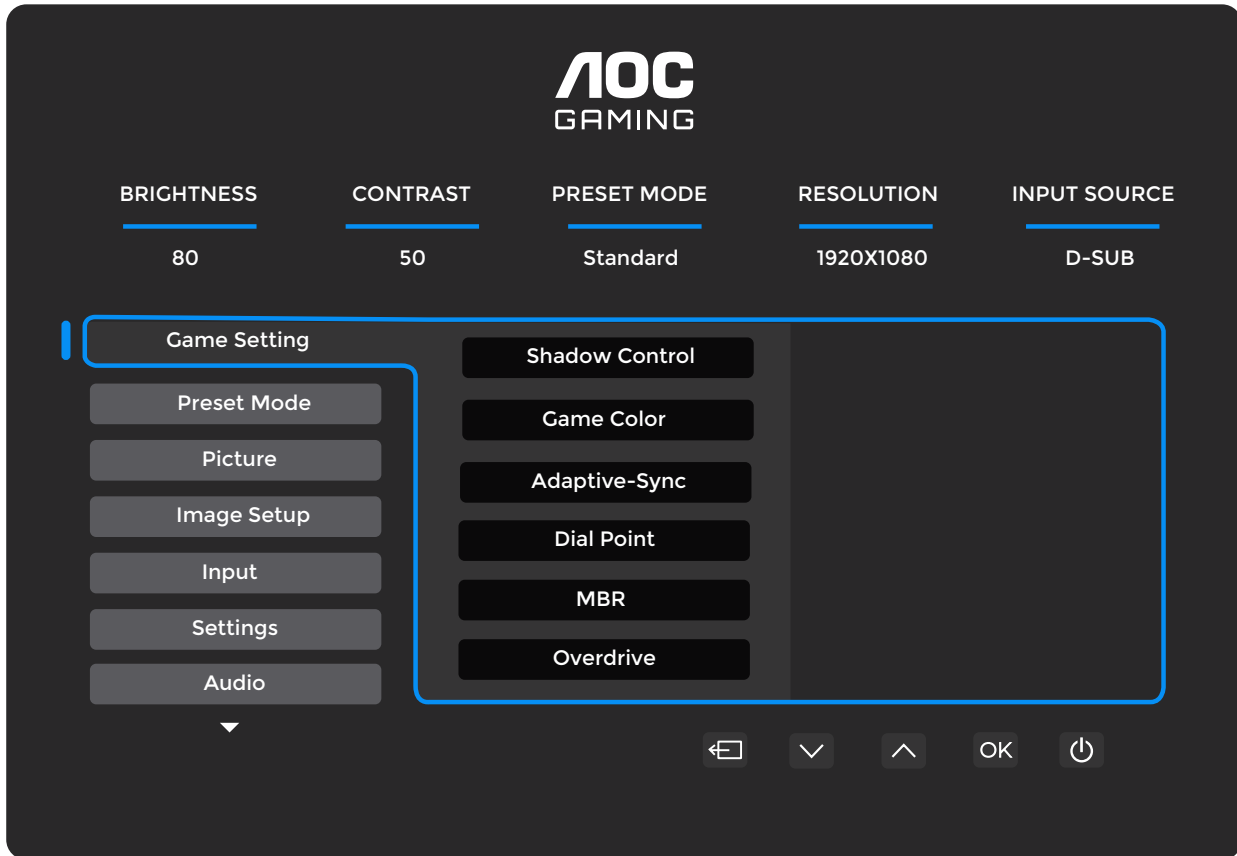 AOC
GAMING
BRIGHTNESS CONTRAST PRESET MODE RESOLUTION INPUT SOURCE
80 50 Standard 1920X1080 D-SUB
Game Setting
Preset Mode
Picture
Image Setup
Input
Settings
Audio
Shadow Control
Game Color
Adaptive-Sync
Dial Point
MBR
Overdrive
OK